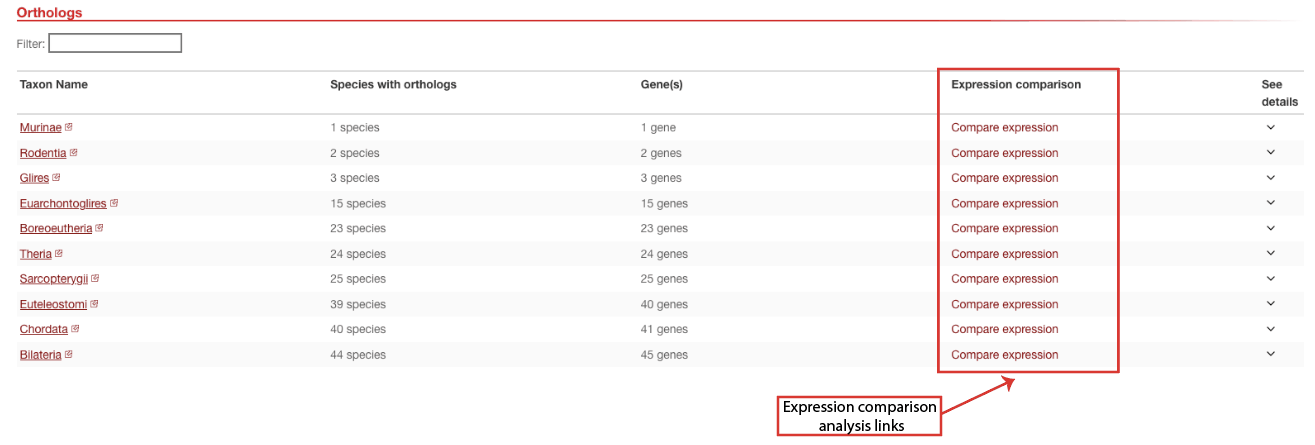 Orthologs
Filter:
Taxon Name Species with orthologs Gene(s) Expression comparison See
details
Murinae 1 species 1 gene Compare expression
Rodentia 2 species 2 genes Compare expression
Glires 3 species 3 genes Compare expression
Euarchontoglires 15 species 15 genes Compare expression
Boreoeutheria 23 species 23 genes Compare expression
Theria 24 species 24 genes Compare expression
Sarcopterygii 25 species 25 genes Compare expression
Euteleostomi 39 species 40 genes Compare expression
Chordata 40 species 41 genes Compare expression
Bilateria 44 species 45 genes Compare expression
Expression comparison
analysis links